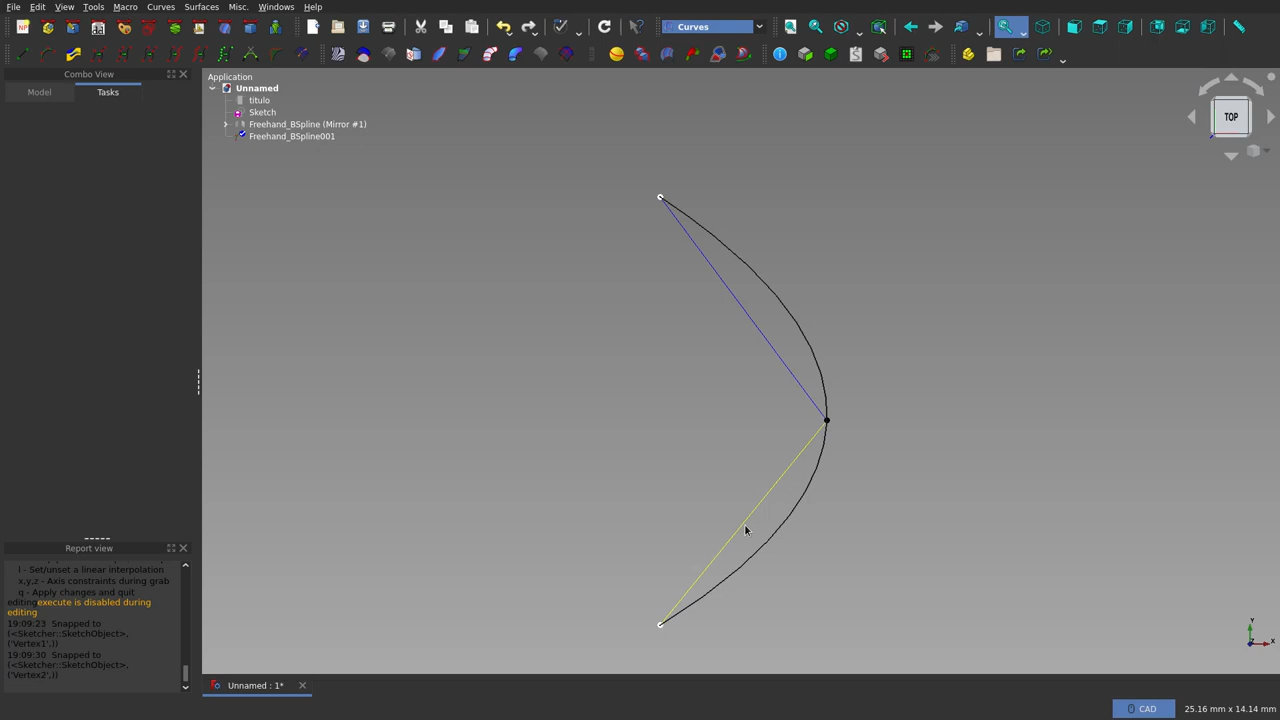 File Edit View Tools Macro Curves Surfaces Misc. Windows Help
Curves
Combo View
Model Tasks
Application
Unnamed
titulo
Sketch
Freehand_BSpline (Mirror #1)
Freehand_BSpline001
TOP
Report view
l - Set/unset a linear interpolation
x,y,z - Axis constraints during grab
q - Apply changes and quit
editingexecute is disabled during
editing
19:09:23 Snapped to
(<Sketcher::SketchObject>,
('Vertex1',))
19:09:30 Snapped to
(<Sketcher::SketchObject>,
('Vertex2',))
Y
X
Unnamed : 1*
CAD 25.16 mm x 14.14 mm